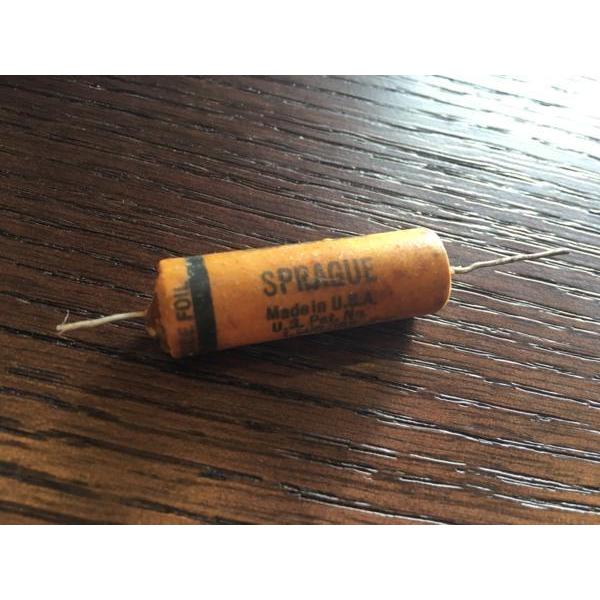 SPRAGUE
Made in U.S.A.
U.S. Pat. No.
FOIL